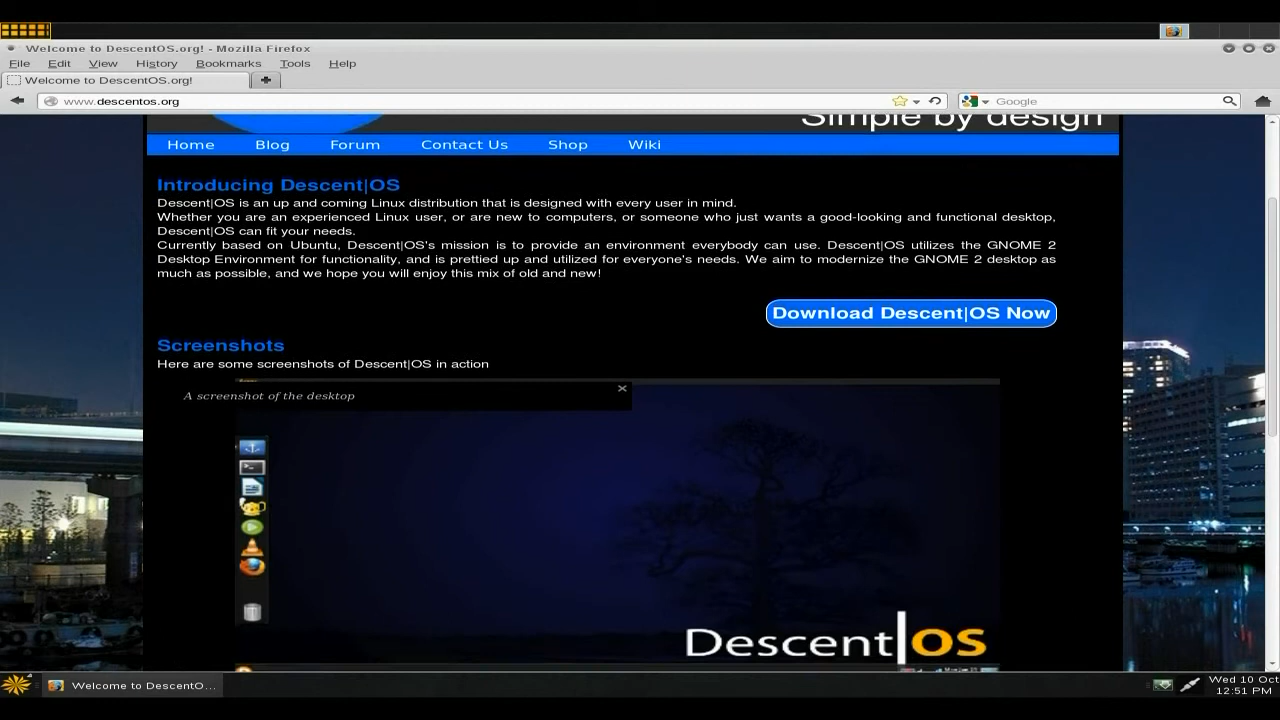 Welcome to DescentOS.org! - Mozilla Firefox
File Edit View History Bookmarks Tools Help
Welcome to DescentOS.org!
www.descentos.org
Google
Simple by design
Home Blog Forum Contact Us Shop Wiki
Introducing Descent|OS
Descent|OS is an up and coming Linux distribution that is designed with every user in mind.
Whether you are an experienced Linux user, or are new to computers, or someone who just wants a good-looking and functional desktop,
Descent|OS can fit your needs.
Currently based on Ubuntu, Descent|OS's mission is to provide an environment everybody can use. Descent|OS utilizes the GNOME 2
Desktop Environment for functionality, and is prettied up and utilized for everyone's needs. We aim to modernize the GNOME 2 desktop as
much as possible, and we hope you will enjoy this mix of old and new!
Download Descent|OS Now
Screenshots
Here are some screenshots of Descent|OS in action
A screenshot of the desktop
Descent|OS
Welcome to DescentO...
Wed 10 Oct
12:51 PM